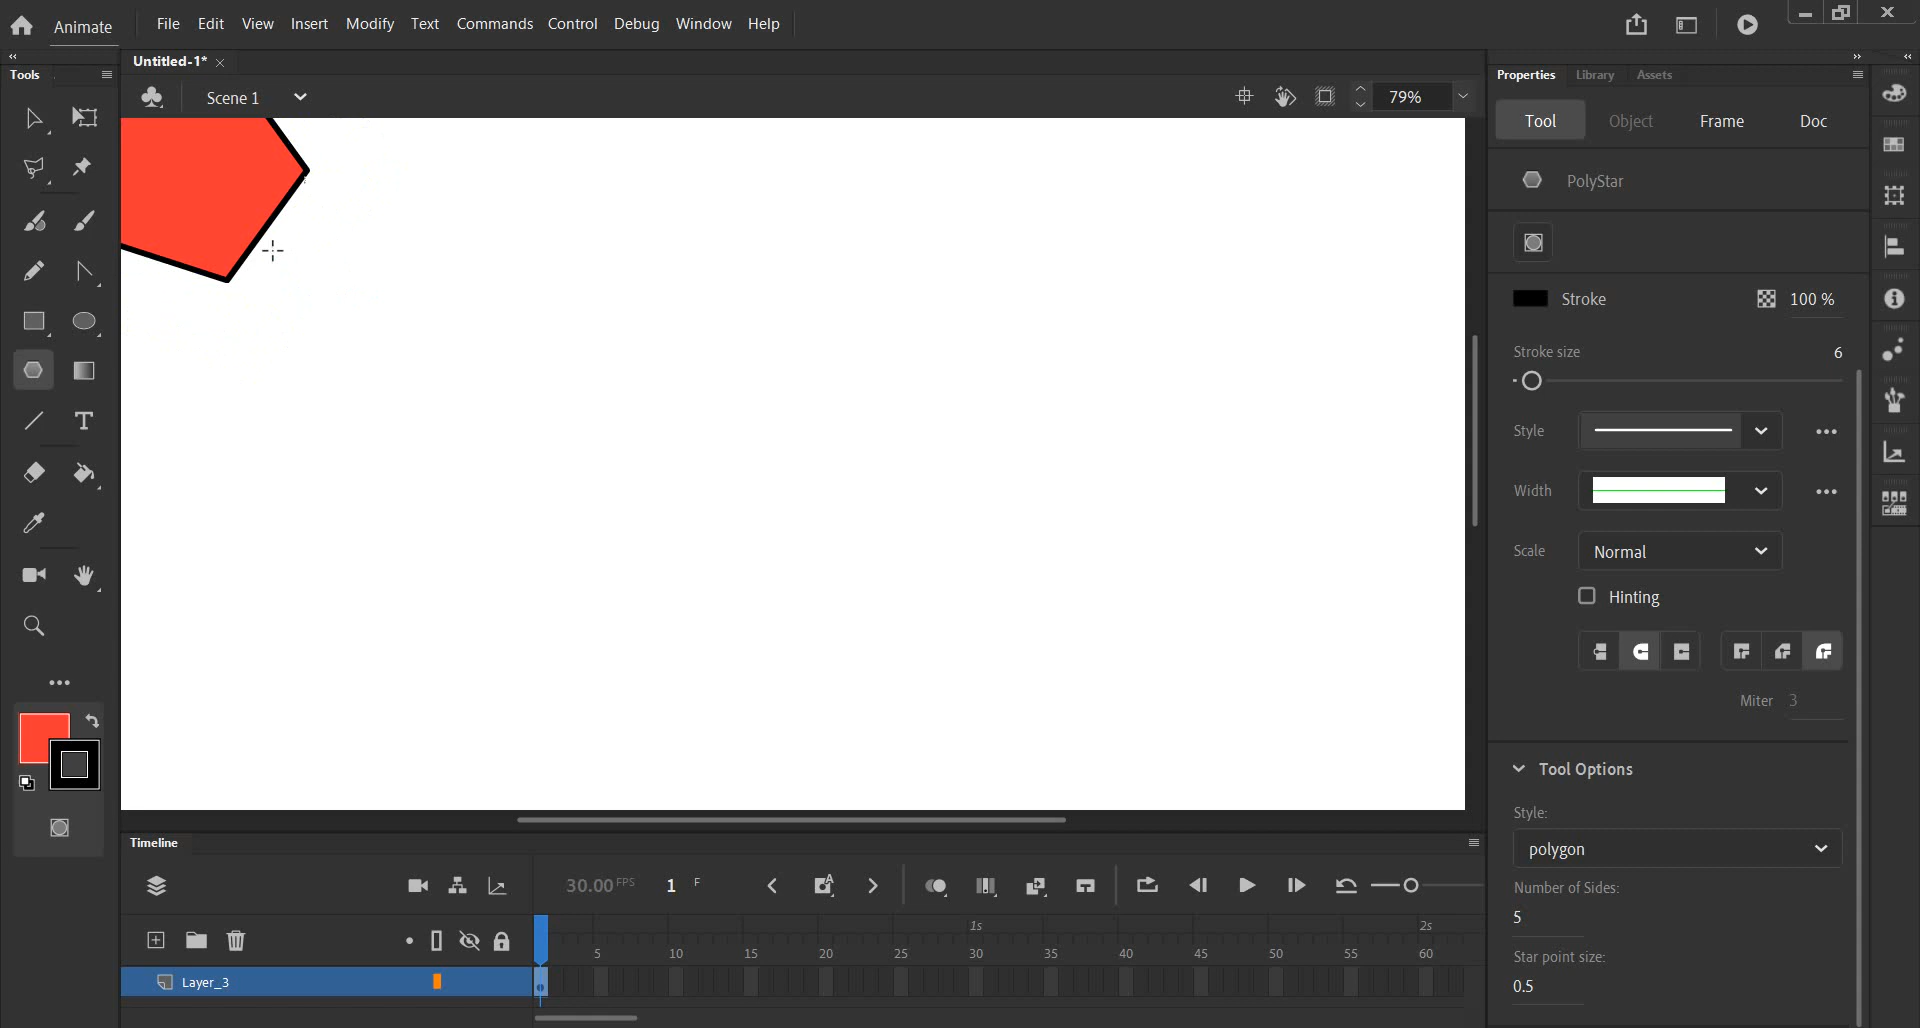 Animate File Edit View Insert Modify Text Commands Control Debug Window Help
Tools Untitled-1* Properties Library Assets
Scene 1 79%
Tool Object Frame Doc
PolyStar
Stroke 100 %
Stroke size 6
Style
Width
Scale Normal
Hinting
Miter 3
Tool Options
Style:
polygon
Number of Sides:
5
Star point size:
0.5
Timeline
30.00 FPS 1 F
1s 2s
5 10 15 20 25 30 35 40 45 50 55 60
Layer_3